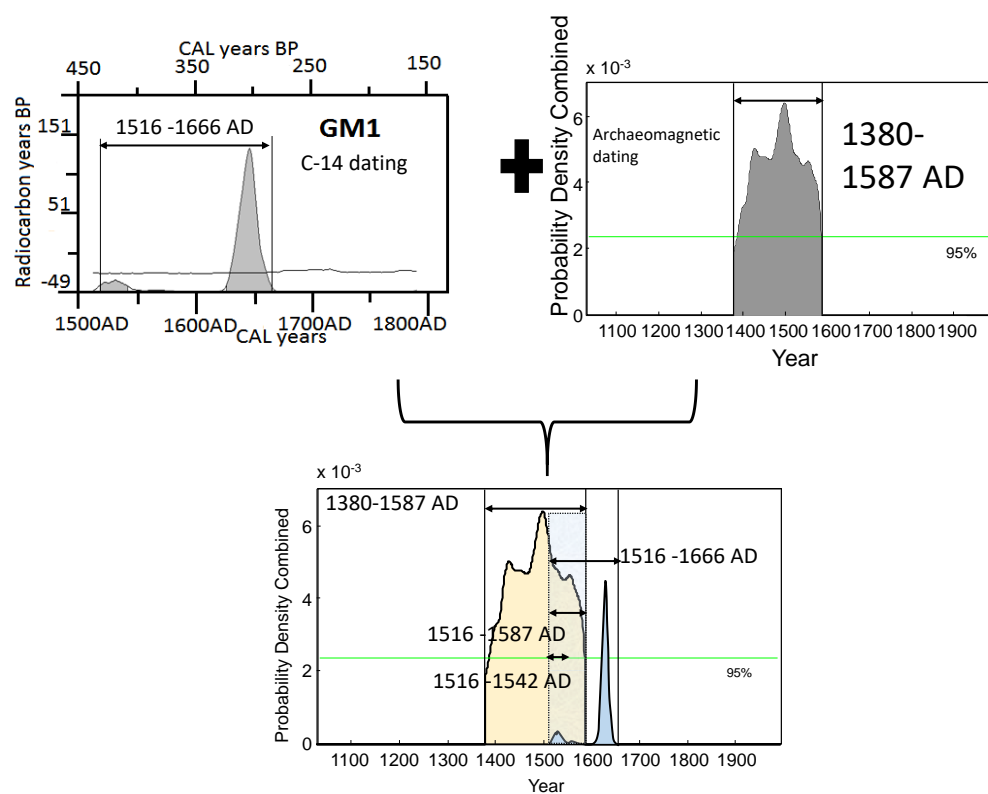 CAL years BP
450 350 250 150
Radiocarbon years BP
151
51
-49
1516 -1666 AD
GM1
C-14 dating
1500AD 1600AD 1700AD 1800AD
CAL years
x 10-3
Probability Density Combined
6
4
2
0
Archaeomagnetic
dating
1380-
1587 AD
95%
1100 1200 1300 1400 1500 1600 1700 1800 1900
Year
x 10-3
Probability Density Combined
6
4
2
0
1380-1587 AD
1516 -1666 AD
1516 -1587 AD
1516 -1542 AD
95%
1100 1200 1300 1400 1500 1600 1700 1800 1900
Year